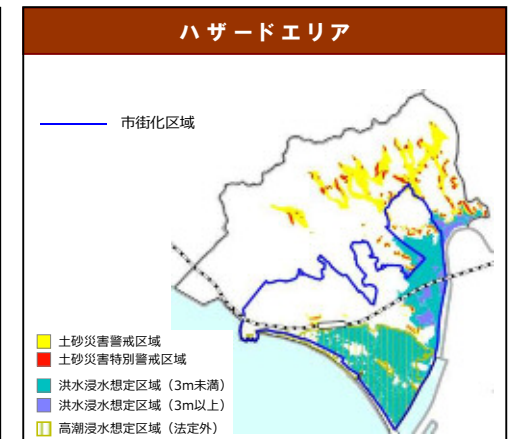 ハザードエリア
市街化区域
土砂災害警戒区域
土砂災害特別警戒区域
洪水浸水想定区域（3m未満）
洪水浸水想定区域（3m以上）
高潮浸水想定区域（法定外）